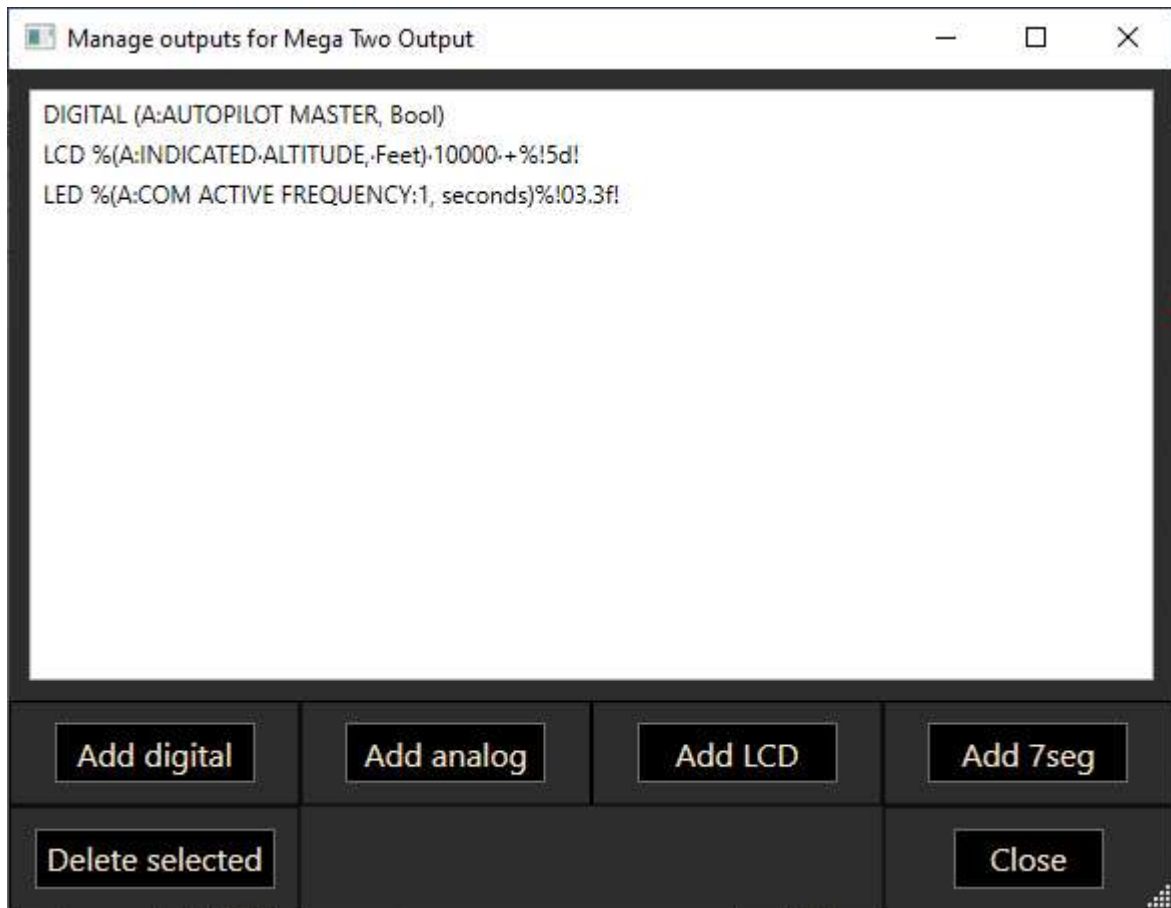 Manage outputs for Mega Two Output
DIGITAL (A:AUTOPILOT MASTER, Bool)
LCD %(A:INDICATED·ALTITUDE,·Feet)·10000·+%!5d!
LED %(A:COM ACTIVE FREQUENCY:1, seconds)%!03.3f!
Add digital
Add analog
Add LCD
Add 7seg
Delete selected
Close